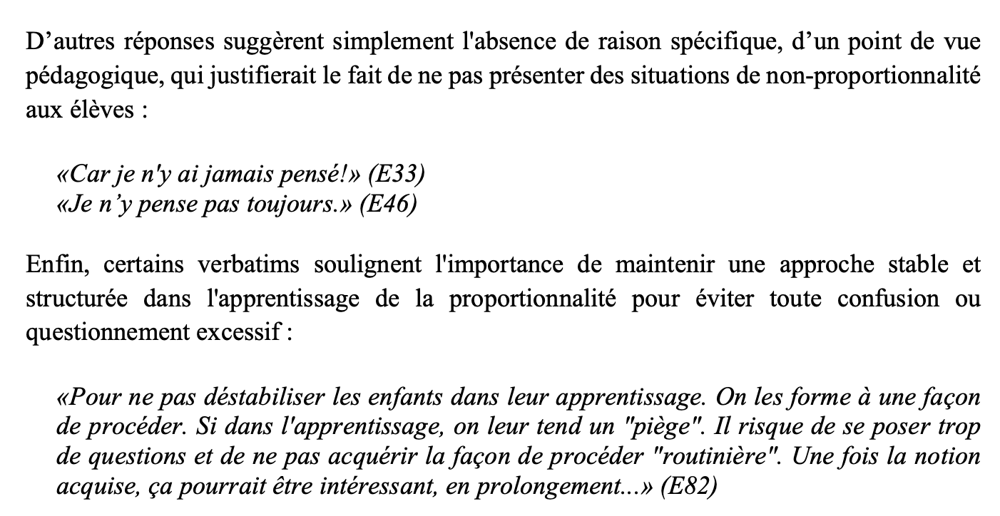 D’autres réponses suggèrent simplement l'absence de raison spécifique, d’un point de vue
pédagogique, qui justifierait le fait de ne pas présenter des situations de non-proportionnalité
aux élèves :
«Car je n'y ai jamais pensé!» (E33)
«Je n’y pense pas toujours.» (E46)
Enfin, certains verbatims soulignent l'importance de maintenir une approche stable et
structurée dans l'apprentissage de la proportionnalité pour éviter toute confusion ou
questionnement excessif :
«Pour ne pas déstabiliser les enfants dans leur apprentissage. On les forme à une façon
de procéder. Si dans l'apprentissage, on leur tend un "piège". Il risque de se poser trop
de questions et de ne pas acquérir la façon de procéder "routinière". Une fois la notion
acquise, ça pourrait être intéressant, en prolongement...» (E82)